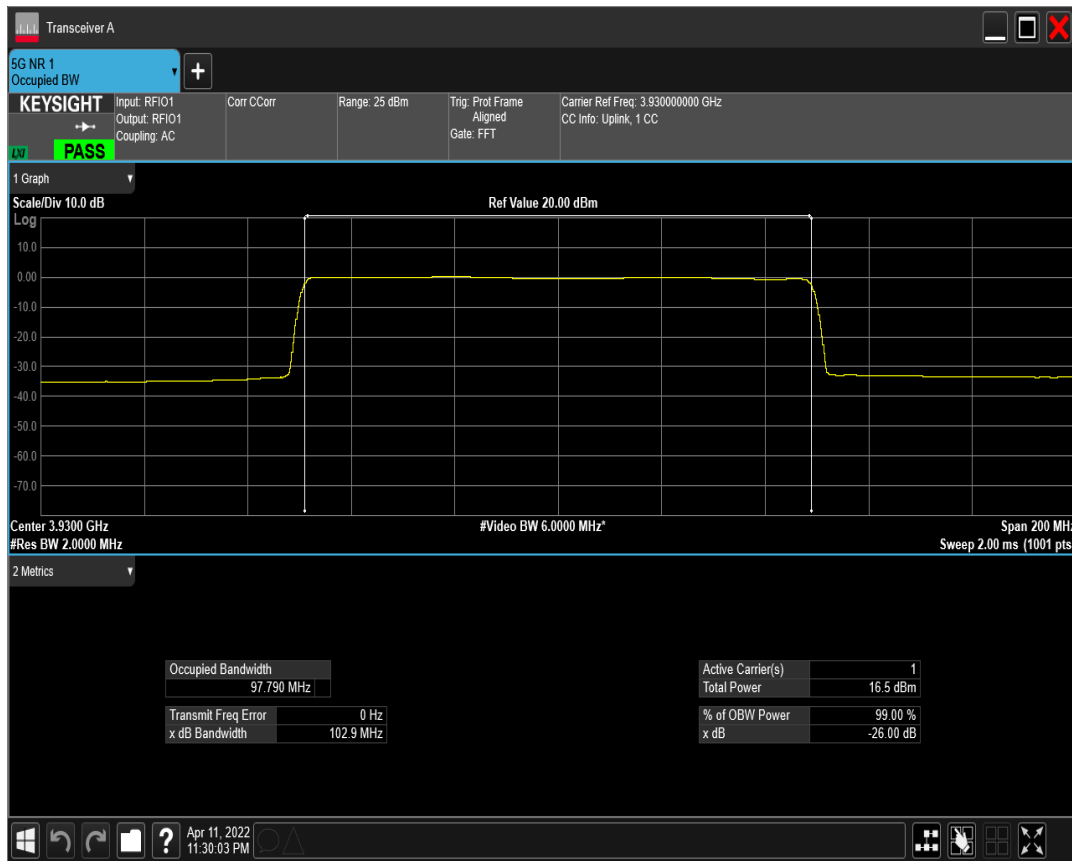 Transceiver A
5G NR 1
Occupied BW
+
KEYSIGHT
LXI
PASS
Input: RFIO1
Output: RFIO1
Coupling: AC
Corr CCorr
Range: 25 dBm
Trig: Prot Frame
Aligned
Gate: FFT
Carrier Ref Freq: 3.930000000 GHz
CC Info: Uplink, 1 CC
1 Graph
Scale/Div 10.0 dB
Ref Value 20.00 dBm
Log
10.0
0.00
-10.0
-20.0
-30.0
-40.0
-50.0
-60.0
-70.0
Center 3.9300 GHz
#Video BW 6.0000 MHz*
Span 200 MHz
#Res BW 2.0000 MHz
Sweep 2.00 ms (1001 pts
2 Metrics
Occupied Bandwidth
97.790 MHz
Transmit Freq Error 0 Hz
x dB Bandwidth 102.9 MHz
Active Carrier(s) 1
Total Power 16.5 dBm
% of OBW Power 99.00 %
x dB -26.00 dB
?
Apr 11, 2022
11:30:03 PM